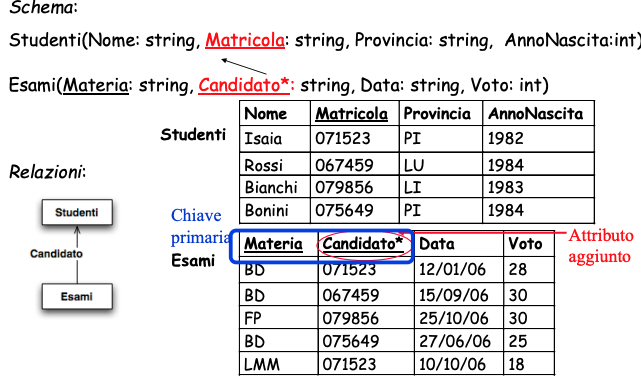 Schema:
Studenti(Nome: string, Matricola: string, Provincia: string, AnnoNascita:int)
Esami(Materia: string, Candidato*: string, Data: string, Voto: int)
Studenti
Nome Matricola Provincia AnnoNascita
Isaia 071523 PI 1982
Rossi 067459 LU 1984
Bianchi 079856 LI 1983
Bonini 075649 PI 1984
Relazioni:
Studenti
Candidato
Esami
Chiave
primaria
Esami
Materia Candidato* Data Voto
BD 071523 12/01/06 28
BD 067459 15/09/06 30
FP 079856 25/10/06 30
BD 075649 27/06/06 25
LMM 071523 10/10/06 18
Attributo
aggiunto